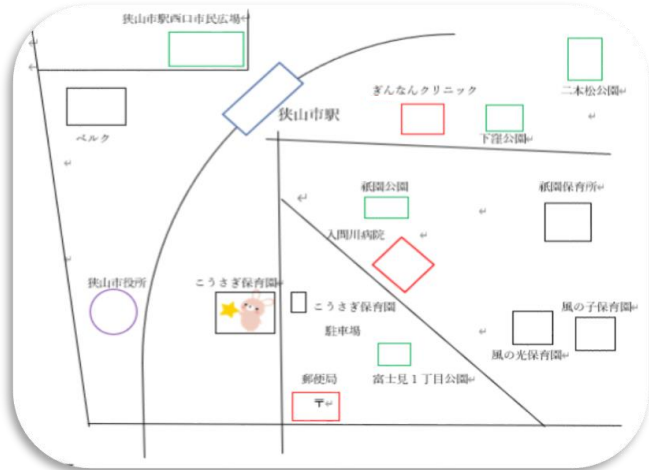 狭山市駅西口市民広場
ぎんなんクリニック
二本松公園
狭山市駅
ベルク
下窪公園
祇園公園
祇園保育所
入間川病院
狭山市役所
こうさぎ保育園
こうさぎ保育園
駐車場
風の子保育園
風の光保育園
郵便局
富士見1丁目公園
〒